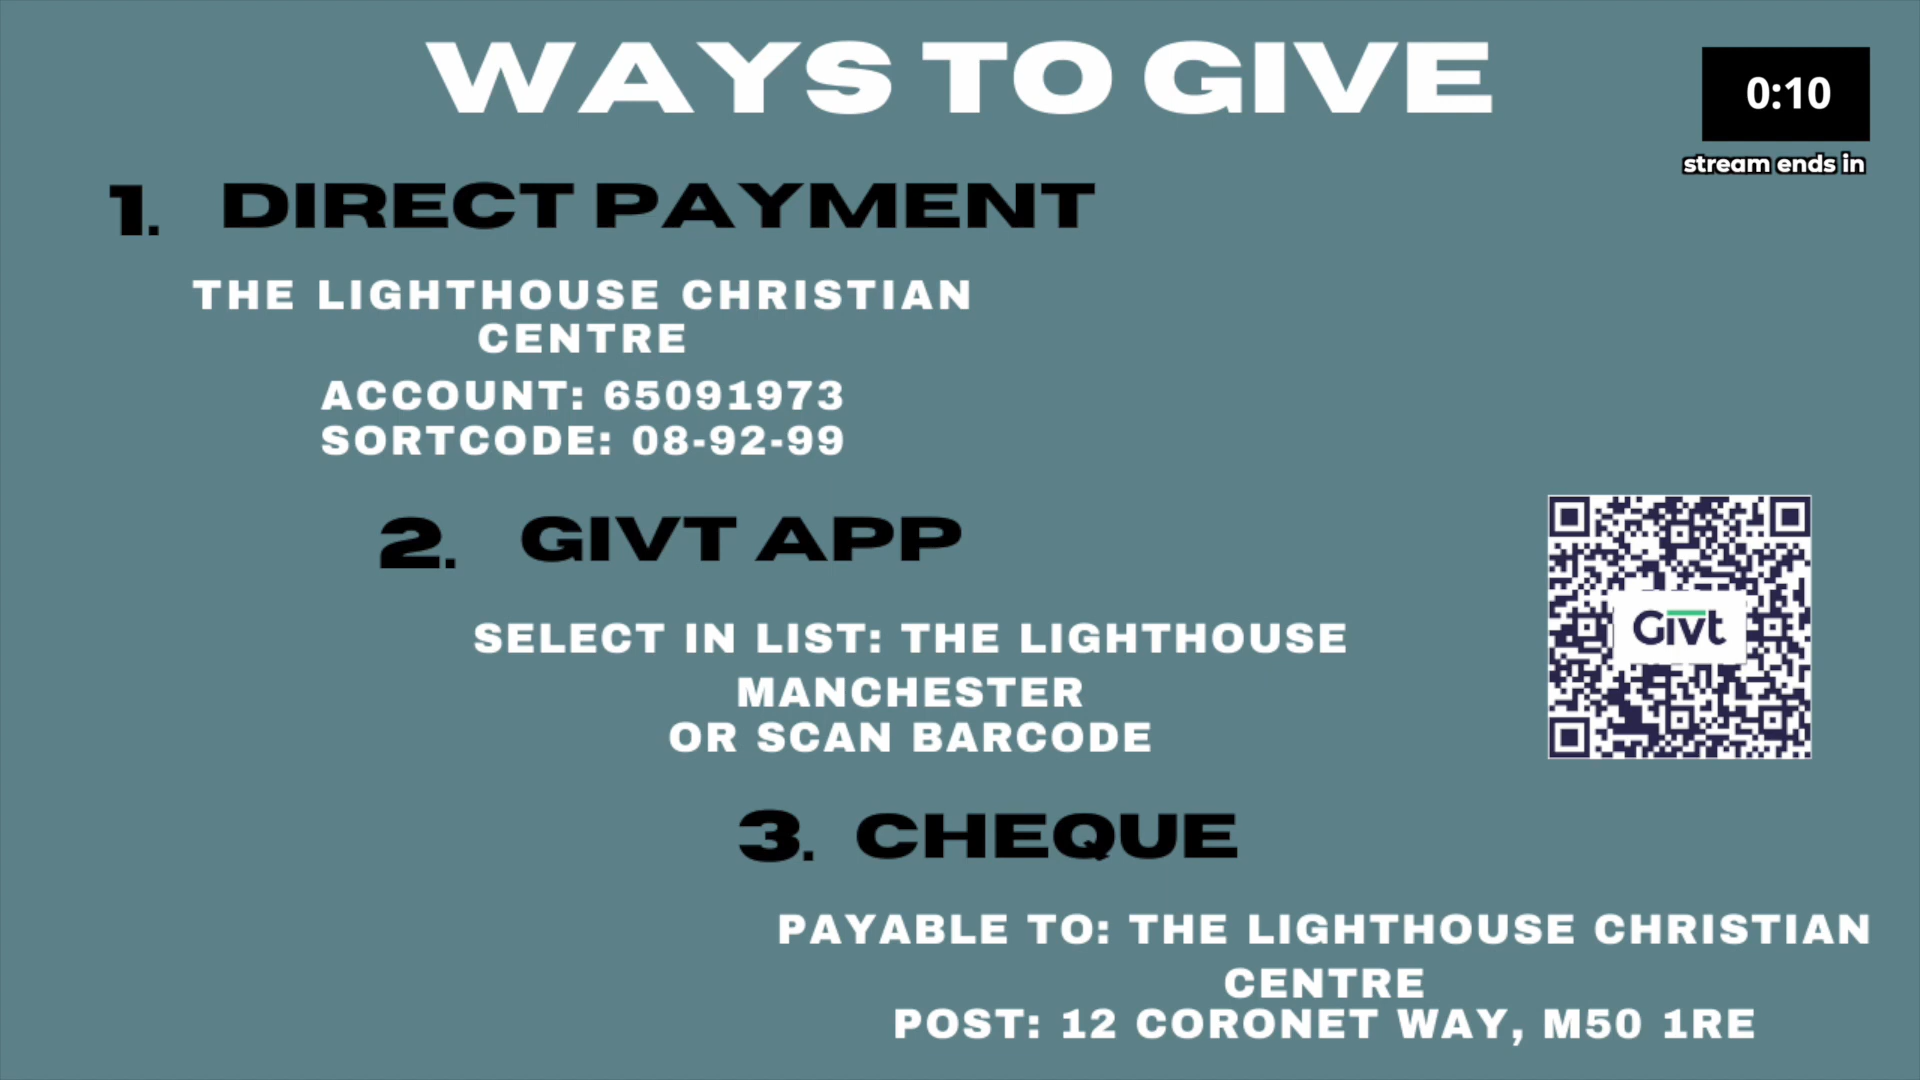 WAYS TO GIVE
0:10
stream ends in
1. DIRECT PAYMENT
THE LIGHTHOUSE CHRISTIAN
CENTRE
ACCOUNT: 65091973
SORTCODE: 08-92-99
2. GIVT APP
SELECT IN LIST: THE LIGHTHOUSE
MANCHESTER
OR SCAN BARCODE
Givt
3. CHEQUE
PAYABLE TO: THE LIGHTHOUSE CHRISTIAN
CENTRE
POST: 12 CORONET WAY, M50 1RE